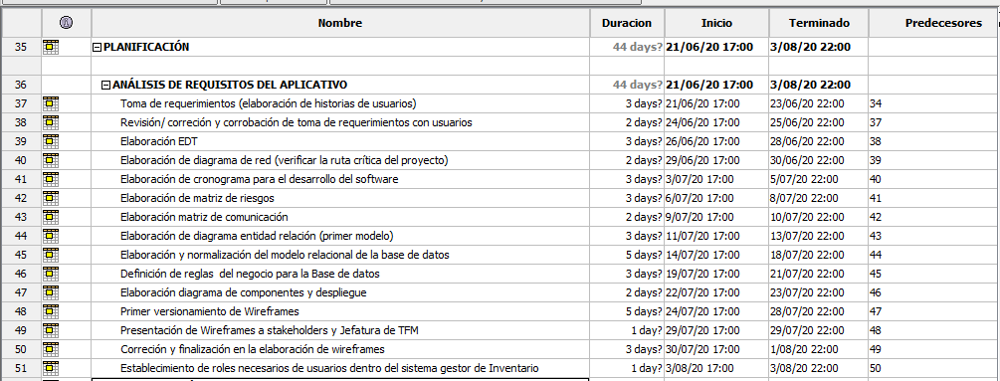 Nombre Duracion Inicio Terminado Predecesores
35 PLANIFICACIÓN 44 days? 21/06/20 17:00 3/08/20 22:00
36 ANÁLISIS DE REQUISITOS DEL APLICATIVO 44 days? 21/06/20 17:00 3/08/20 22:00
37 Toma de requerimientos (elaboración de historias de usuarios) 3 days? 21/06/20 17:00 23/06/20 22:00 34
38 Revisión/ correción y corrobación de toma de requerimientos con usuarios 2 days? 24/06/20 17:00 25/06/20 22:00 37
39 Elaboración EDT 3 days? 26/06/20 17:00 28/06/20 22:00 38
40 Elaboración de diagrama de red (verificar la ruta crítica del proyecto) 2 days? 29/06/20 17:00 30/06/20 22:00 39
41 Elaboración de cronograma para el desarrollo del software 3 days? 3/07/20 17:00 5/07/20 22:00 40
42 Elaboración de matriz de riesgos 3 days? 6/07/20 17:00 8/07/20 22:00 41
43 Elaboración matriz de comunicación 2 days? 9/07/20 17:00 10/07/20 22:00 42
44 Elaboración de diagrama entidad relación (primer modelo) 3 days? 11/07/20 17:00 13/07/20 22:00 43
45 Elaboración y normalización del modelo relacional de la base de datos 5 days? 14/07/20 17:00 18/07/20 22:00 44
46 Definición de reglas del negocio para la Base de datos 3 days? 19/07/20 17:00 21/07/20 22:00 45
47 Elaboración diagrama de componentes y despliegue 2 days? 22/07/20 17:00 23/07/20 22:00 46
48 Primer versionamiento de Wireframes 5 days? 24/07/20 17:00 28/07/20 22:00 47
49 Presentación de Wireframes a stakeholders y Jefatura de TFM 1 day? 29/07/20 17:00 29/07/20 22:00 48
50 Correción y finalización en la elaboración de wireframes 3 days? 30/07/20 17:00 1/08/20 22:00 49
51 Establecimiento de roles necesarios de usuarios dentro del sistema gestor de Inventario 1 day? 3/08/20 17:00 3/08/20 22:00 50